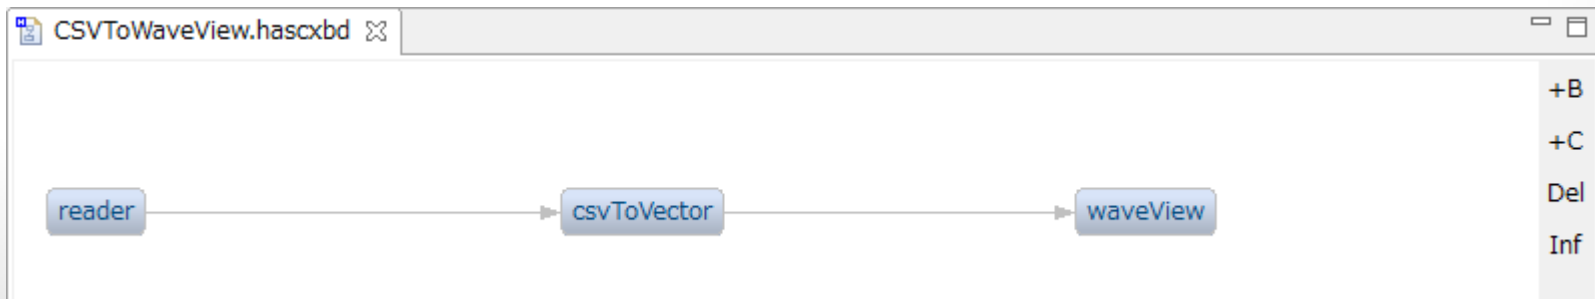 CSVToWaveView.hascxbd
+B
+C
reader csvToVector waveView
Del
Inf